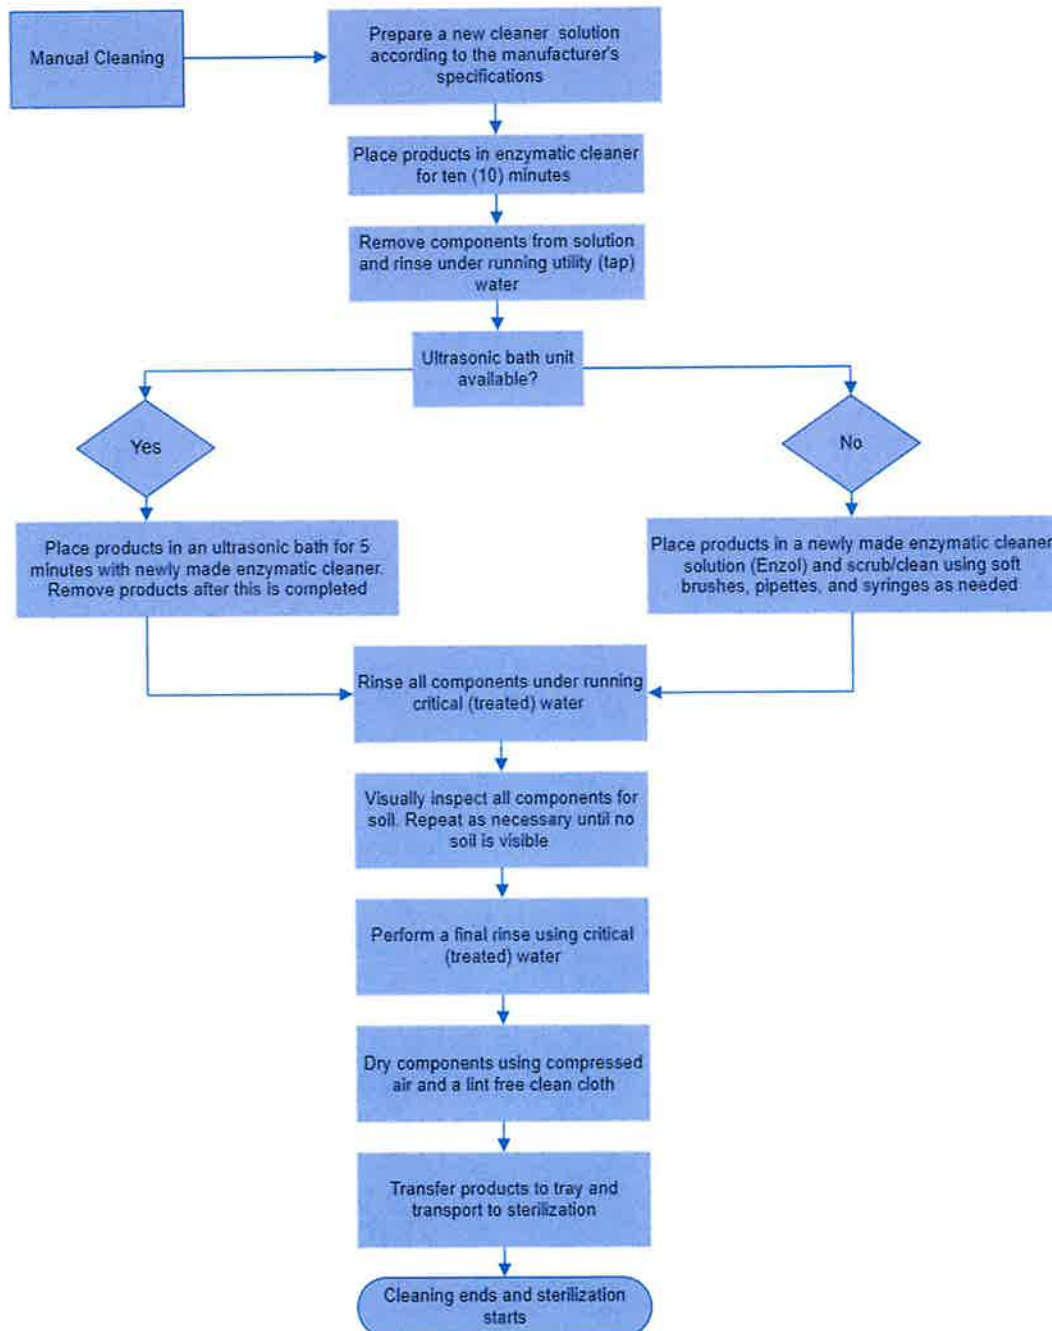 Manual Cleaning
Prepare a new cleaner solution
according to the manufacturer's
specifications
Place products in enzymatic cleaner
for ten (10) minutes
Remove components from solution
and rinse under running utility (tap)
water
Ultrasonic bath unit
available?
Yes
No
Place products in an ultrasonic bath for 5
minutes with newly made enzymatic cleaner.
Remove products after this is completed
Place products in a newly made enzymatic cleaner
solution (Enzol) and scrub/clean using soft
brushes, pipettes, and syringes as needed
Rinse all components under running
critical (treated) water
Visually inspect all components for
soil. Repeat as necessary until no
soil is visible
Perform a final rinse using critical
(treated) water
Dry components using compressed
air and a lint free clean cloth
Transfer products to tray and
transport to sterilization
Cleaning ends and sterilization
starts